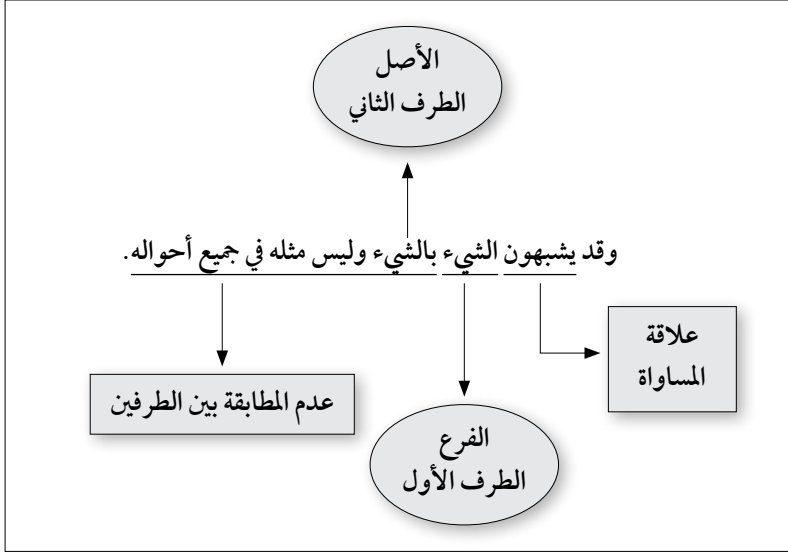 الأصل
الطرف الثاني
وقد يشبهون الشيء بالشيء وليس مثله في جميع أحواله.
علاقة
المساواة
عدم المطابقة بين الطرفين
الفرع
الطرف الأول